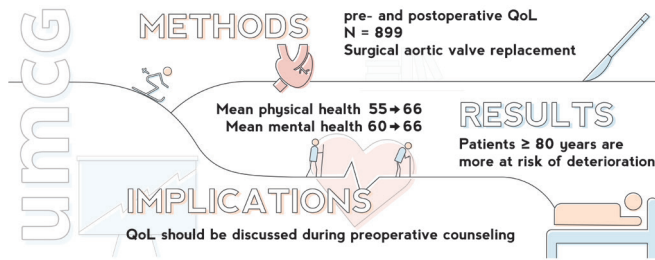 umcg
METHODS
pre- and postoperative QoL
N = 899
Surgical aortic valve replacement
Mean physical health 55→66
Mean mental health 60→66
RESULTS
Patients ≥ 80 years are
more at risk of deterioration
IMPLICATIONS
QoL should be discussed during preoperative counseling